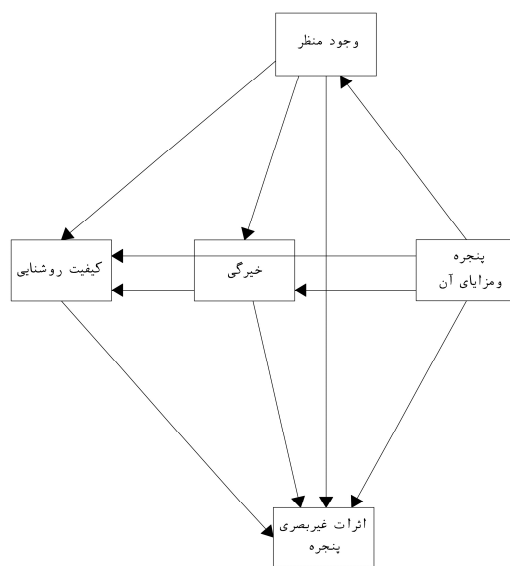 وجود منظر
پنجره
ومزایای آن
خیرگی
کیفیت روشنایی
اثرات غیربصری
پنجره